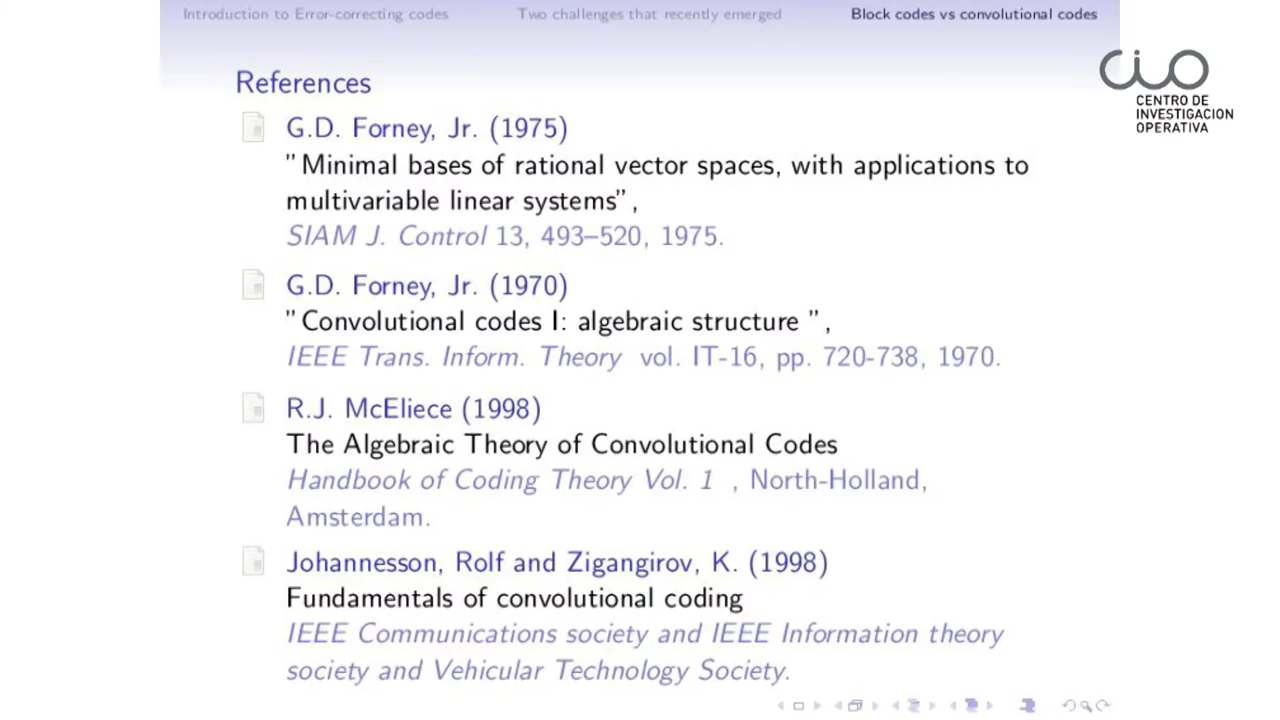 Introduction to Error-correcting codes Two challenges that recently emerged Block codes vs convolutional codes
CIO
CENTRO DE
INVESTIGACION
OPERATIVA
References
G.D. Forney, Jr. (1975)
"Minimal bases of rational vector spaces, with applications to
multivariable linear systems",
SIAM J. Control 13, 493–520, 1975.
G.D. Forney, Jr. (1970)
"Convolutional codes I: algebraic structure ",
IEEE Trans. Inform. Theory vol. IT-16, pp. 720-738, 1970.
R.J. McEliece (1998)
The Algebraic Theory of Convolutional Codes
Handbook of Coding Theory Vol. 1 , North-Holland,
Amsterdam.
Johannesson, Rolf and Zigangirov, K. (1998)
Fundamentals of convolutional coding
IEEE Communications society and IEEE Information theory
society and Vehicular Technology Society.